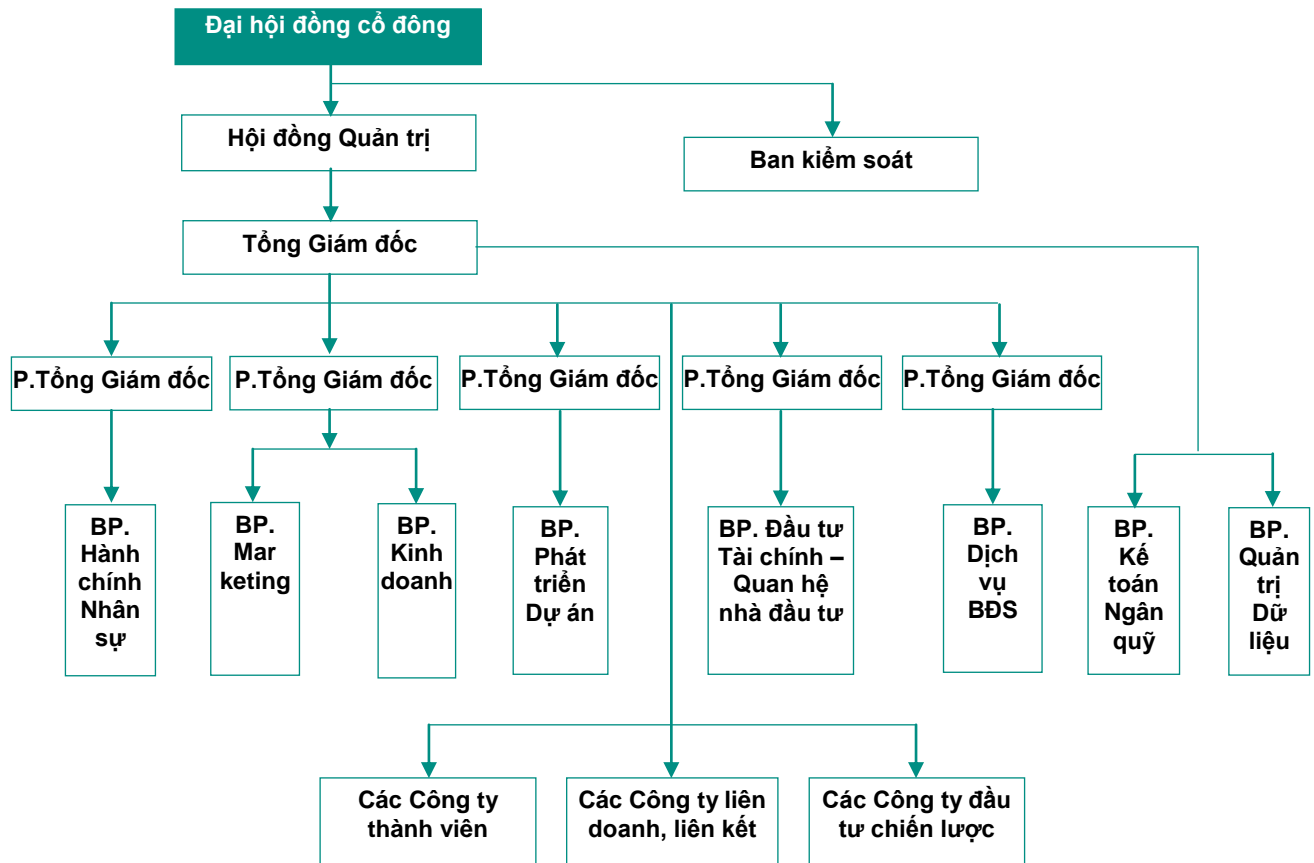 Đại hội đồng cổ đông
Hội đồng Quản trị
Ban kiểm soát
Tổng Giám đốc
P.Tổng Giám đốc
P.Tổng Giám đốc
P.Tổng Giám đốc
P.Tổng Giám đốc
P.Tổng Giám đốc
BP.
Hành
chính
Nhân
sự
BP.
Mar
keting
BP.
Kinh
doanh
BP.
Phát
triển
Dự án
BP. Đầu tư
Tài chính –
Quan hệ
nhà đầu tư
BP.
Dịch
vụ
BĐS
BP.
Kế
toán
Ngân
quỹ
BP.
Quản
trị
Dữ
liệu
Các Công ty
thành viên
Các Công ty liên
doanh, liên kết
Các Công ty đầu
tư chiến lược